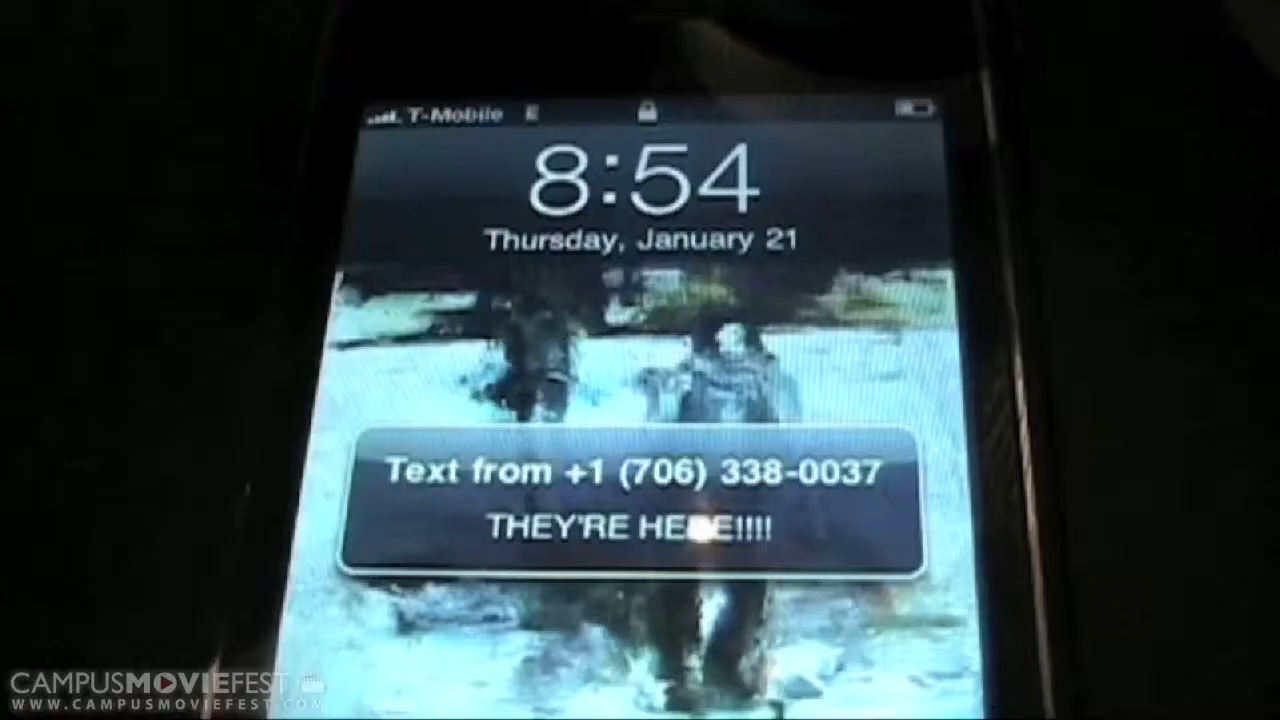 T-Mobile E
8:54
Thursday, January 21
Text from +1 (706) 338-0037
THEY'RE HERE!!!!
CAMPUSMOVIEFEST
WWW.CAMPUSMOVIEFEST.COM